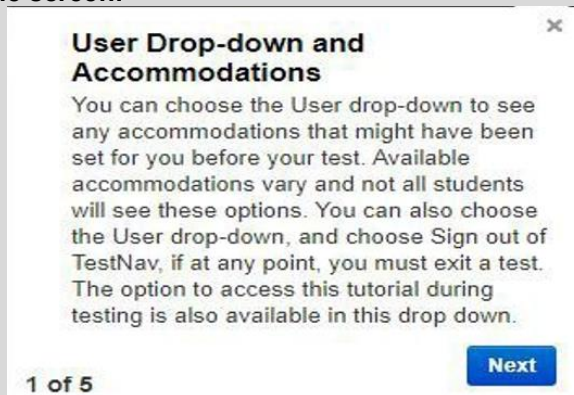 User Drop-down and
Accommodations
You can choose the User drop-down to see
any accommodations that might have been
set for you before your test. Available
accommodations vary and not all students
will see these options. You can also choose
the User drop-down, and choose Sign out of
TestNav, if at any point, you must exit a test.
The option to access this tutorial during
testing is also available in this drop down.
Next
1 of 5